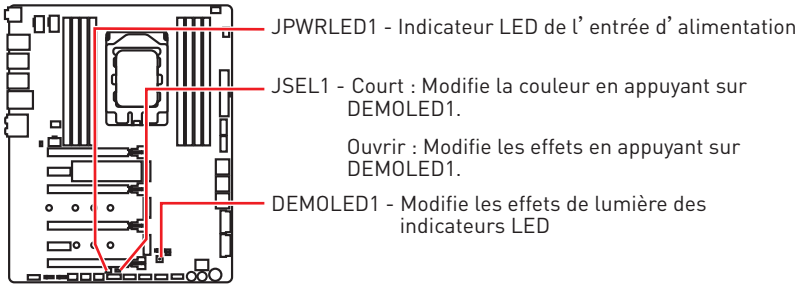 JPWRLED1 - Indicateur LED de l’entrée d’alimentation
JSEL1 - Court : Modifie la couleur en appuyant sur
DEMOLED1.
Ouvrir : Modifie les effets en appuyant sur
DEMOLED1.
DEMOLED1 - Modifie les effets de lumière des
indicateurs LED